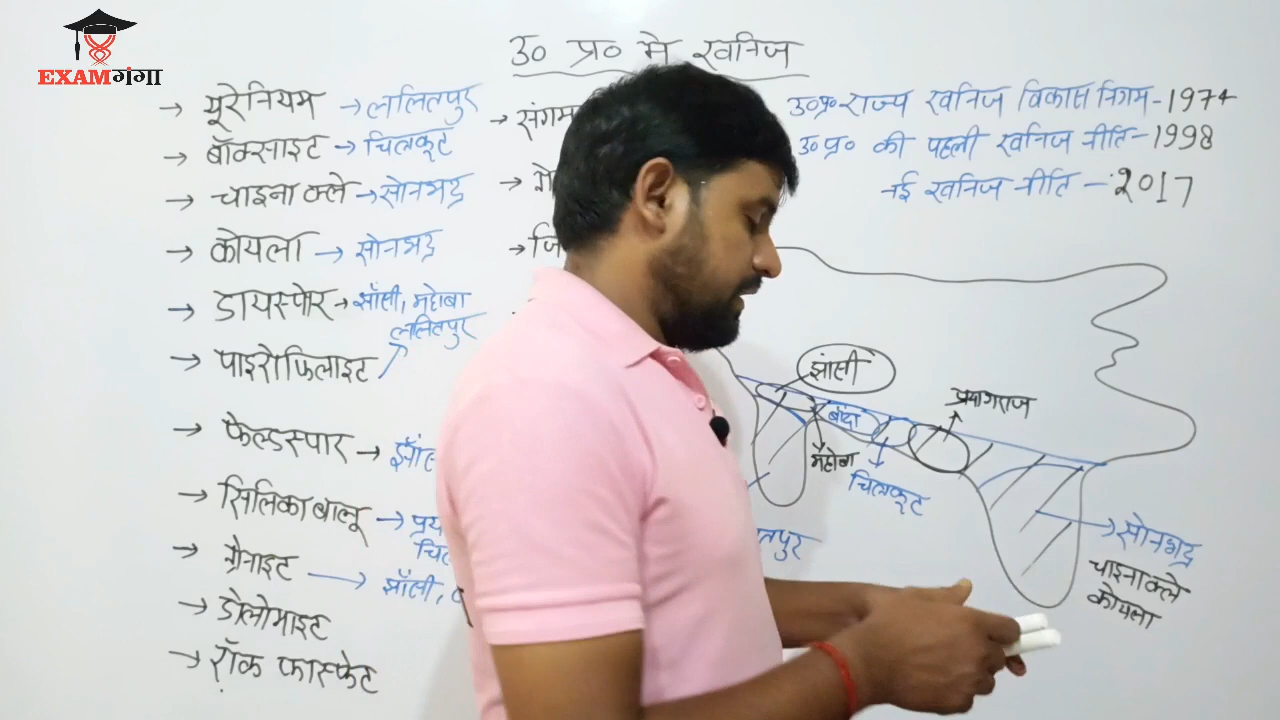 EXAMगंगा
उ० प्र० मे खनिज
→ यूरेनियम → ललितपुर
→ बॉक्साइट → चित्रकूट
→ चाइना क्ले → सोनभद्र
→ कोयला → सोनभद्र
→ डायस्पोर → झाँसी, महोबा
ललितपुर
→ पाइरोफिलाइट
→ फेल्डस्पार →
→ सिलिका बालू →
→ ग्रेनाइट → झाँसी,
→ डोलोमाइट
→ रॉक फास्फेट
उ०प्र० राज्य खनिज विकास निगम - 1974
उ०प्र० की पहली खनिज नीति - 1998
नई खनिज नीति - 2017
झांसी
प्रयागराज
बाँदा
महोबा
चित्रकूट
सोनभद्र
चाइना क्ले
कोयला